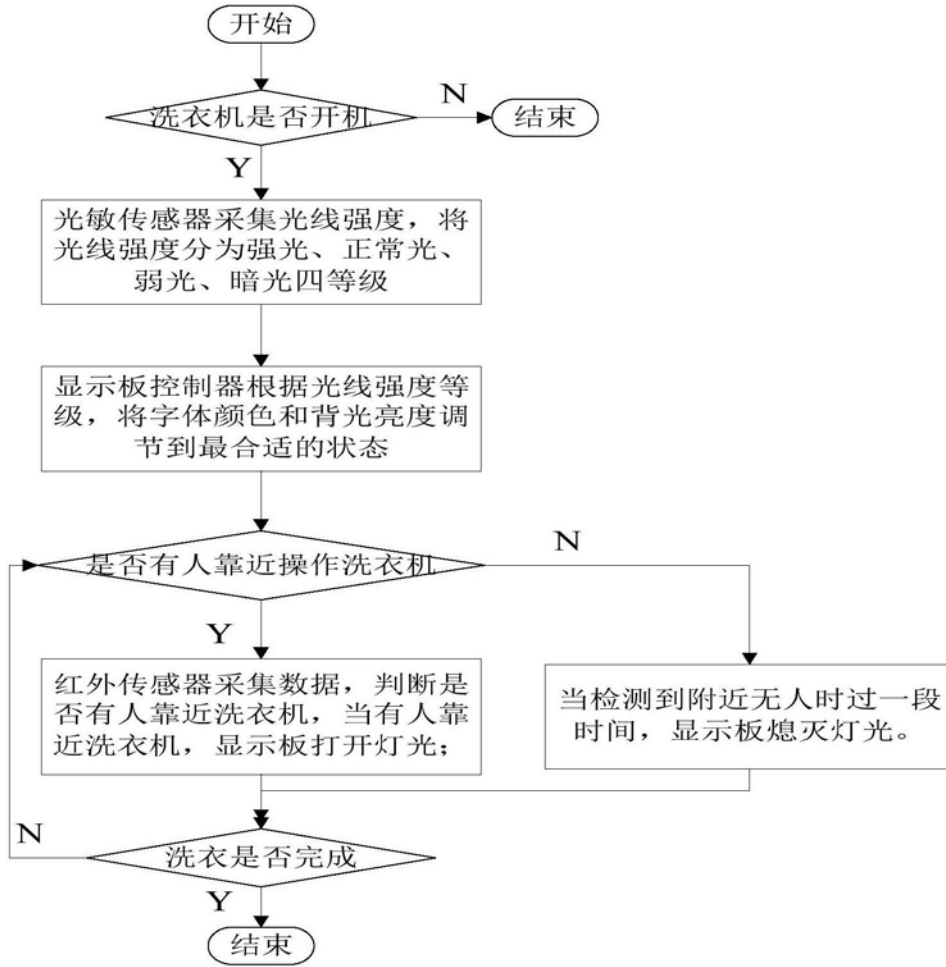 开始
洗衣机是否开机
N
结束
Y
光敏传感器采集光线强度，将
光线强度分为强光、正常光、
弱光、暗光四等级
显示板控制器根据光线强度等
级，将字体颜色和背光亮度调
节到最合适的状态
是否有人靠近操作洗衣机
N
Y
红外传感器采集数据，判断是
否有人靠近洗衣机，当有人靠
近洗衣机，显示板打开灯光；
当检测到附近无人时过一段
时间，显示板熄灭灯光。
N
洗衣是否完成
Y
结束